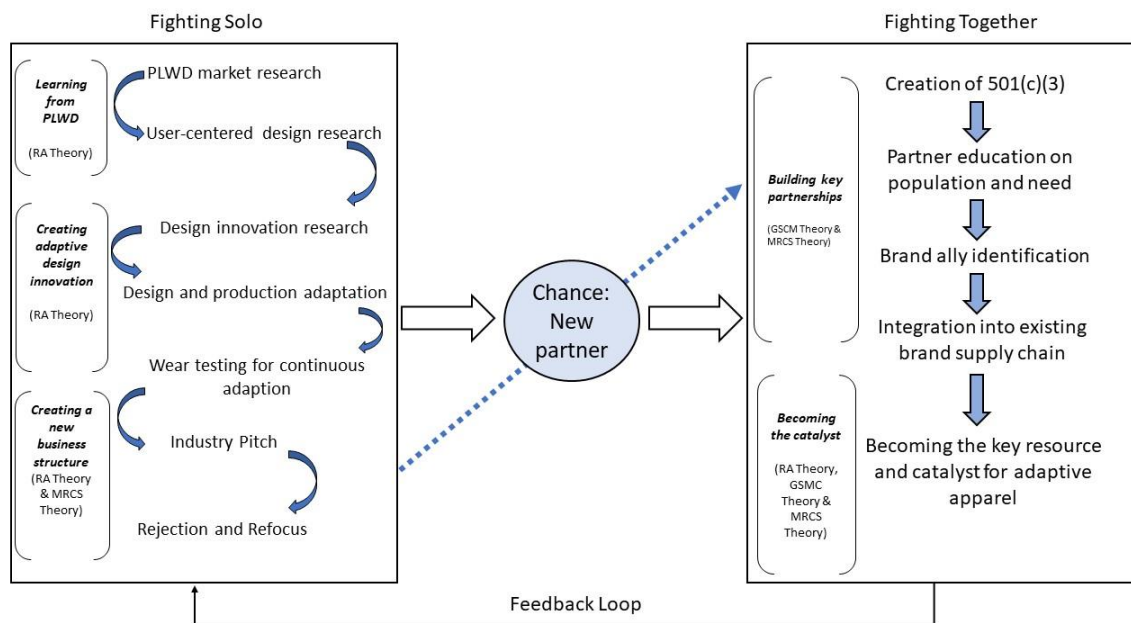 Fighting Solo
Learning
from
PLWD
(RA Theory)
PLWD market research
User-centered design research
Creating
adaptive
design
innovation
(RA Theory)
Design innovation research
Design and production adaptation
Wear testing for continuous
adaption
Creating a
new
business
structure
(RA Theory
& MRCS
Theory)
Industry Pitch
Rejection and Refocus
Chance:
New
partner
Fighting Together
Building key
partnerships
(GSCM Theory &
MRCS Theory)
Creation of 501(c)(3)
Partner education on
population and need
Brand ally identification
Integration into existing
brand supply chain
Becoming
the catalyst
(RA Theory,
GSMC
Theory &
MRCS
Theory)
Becoming the key resource
and catalyst for adaptive
apparel
Feedback Loop